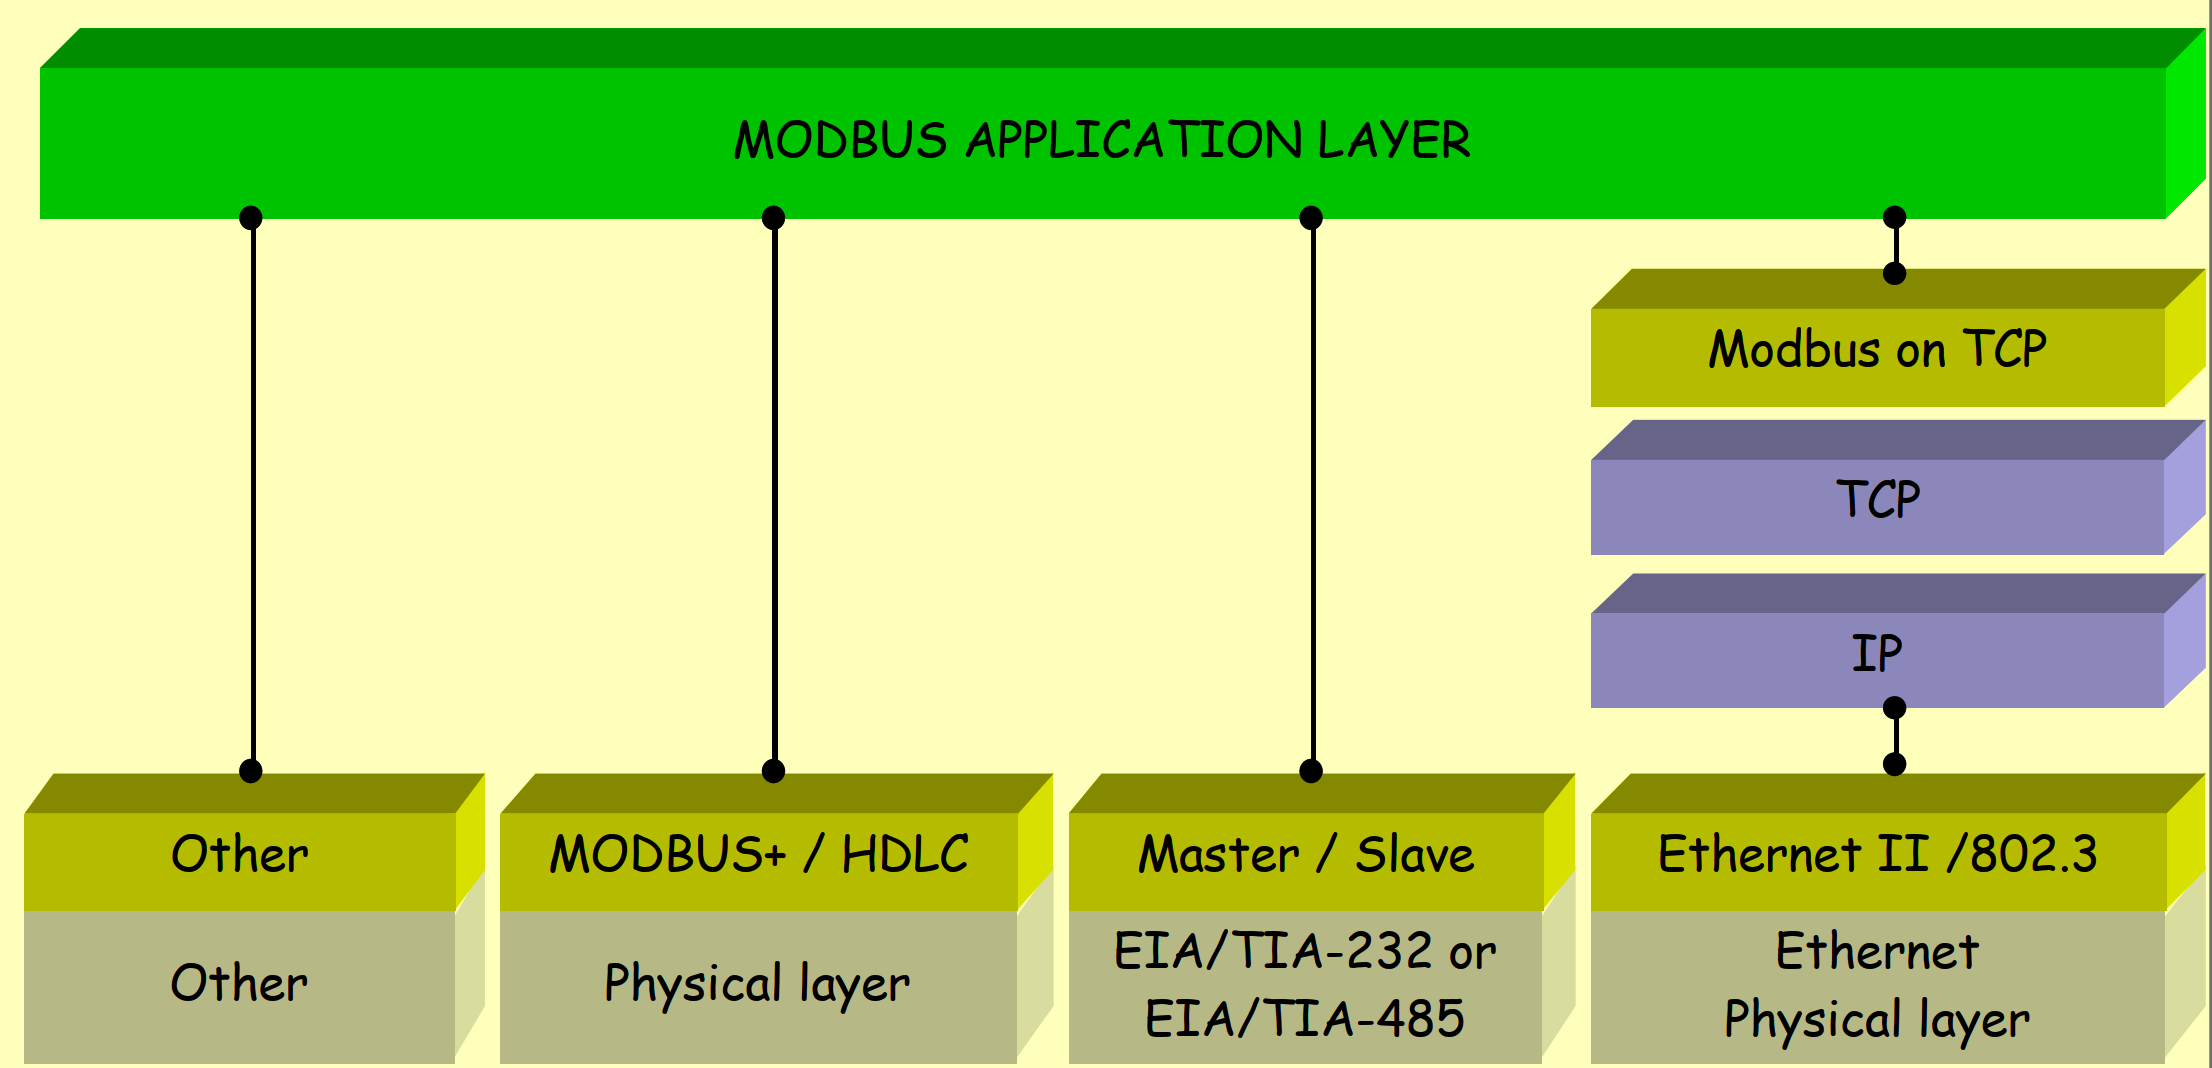 MODBUS APPLICATION LAYER
Modbus on TCP
TCP
IP
Other
MODBUS+ / HDLC
Master / Slave
Ethernet II /802.3
Other
Physical layer
EIA/TIA-232 or
EIA/TIA-485
Ethernet
Physical layer